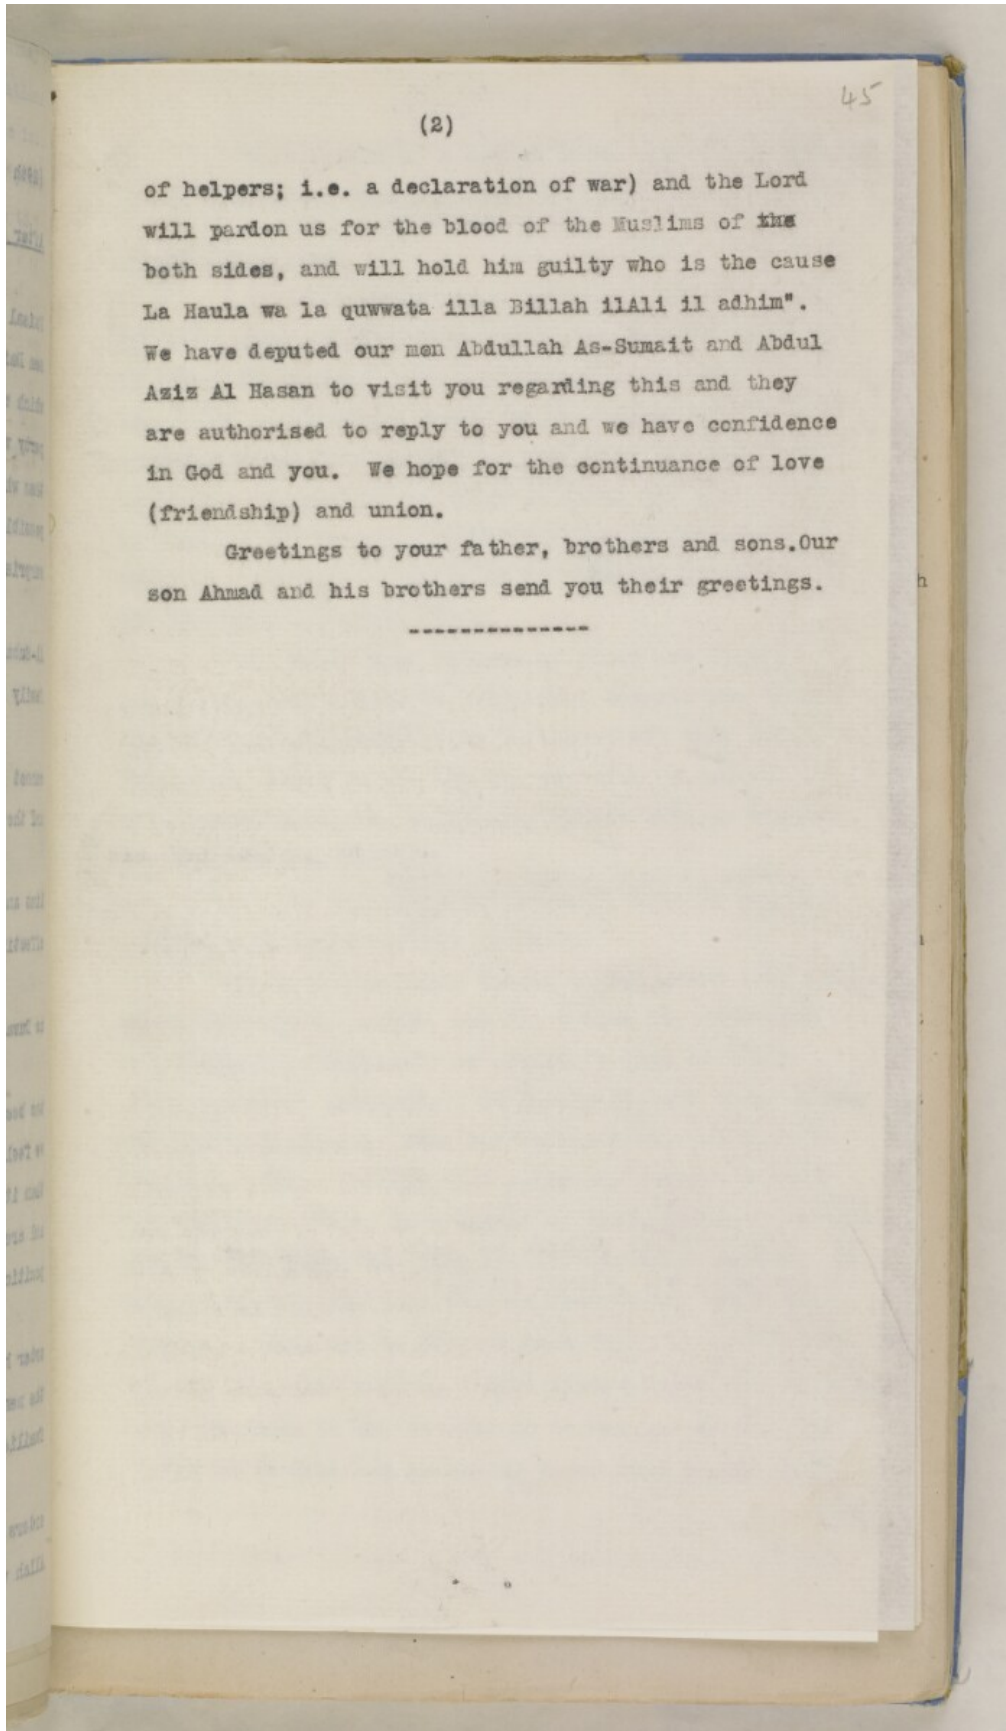 45
(2)
of helpers; i.e. a declaration of war) and the Lord
will pardon us for the blood of the Muslims of the
both sides, and will hold him guilty who is the cause
La Haula wa la quwwata illa Billah ilAli il adhim".
We have deputed our men Abdullah As-Sumait and Abdul
Aziz Al Hasan to visit you regarding this and they
are authorised to reply to you and we have confidence
in God and you. We hope for the continuance of love
(friendship) and union.
Greetings to your father, brothers and sons.Our
son Ahmad and his brothers send you their greetings.
--------------